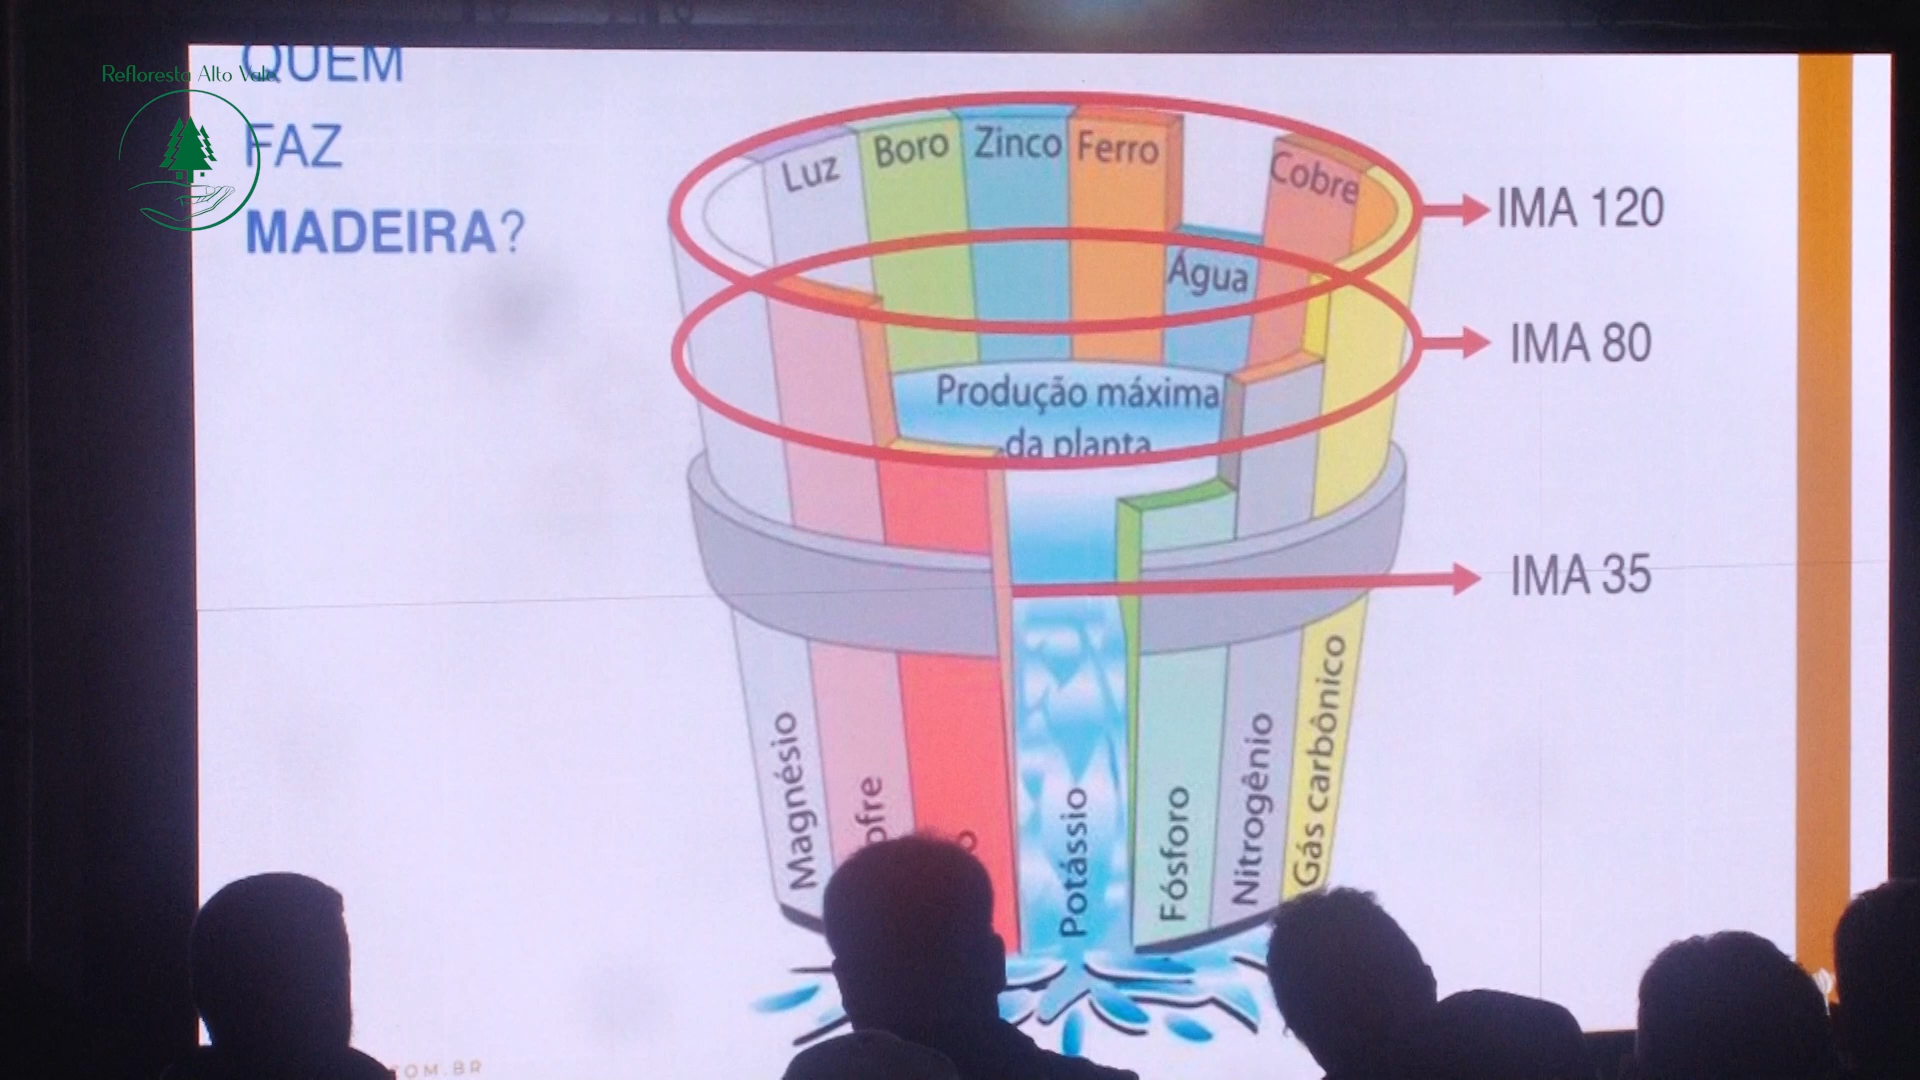 Refloresta Alto Vale
QUEM
FAZ
MADEIRA?
Luz
Boro
Zinco
Ferro
Cobre
Água
IMA 120
IMA 80
Produção máxima
da planta
IMA 35
Magnésio
Potássio
Fósforo
Nitrogênio
Gás carbônico